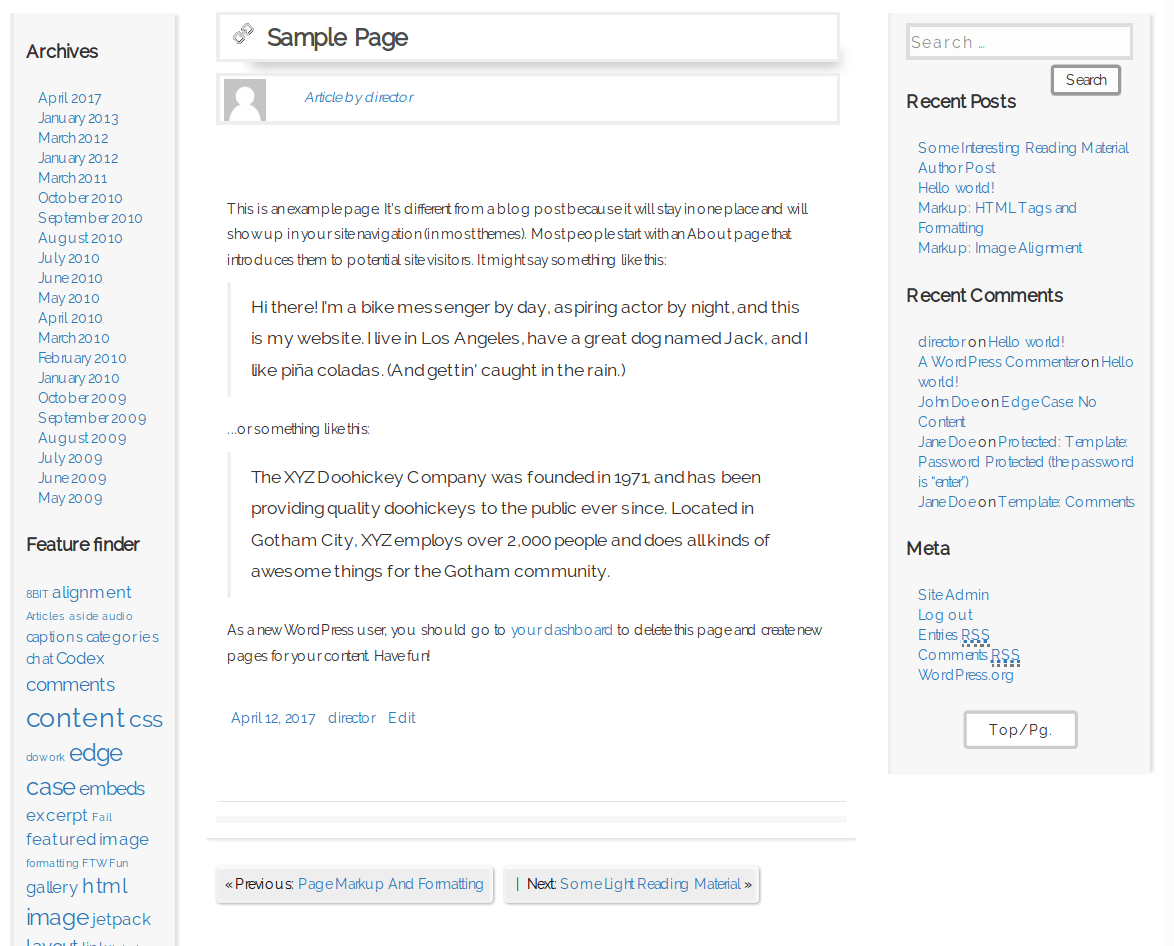 Archives
April 2017
January 2013
March 2012
January 2012
March 2011
October 2010
September 2010
August 2010
July 2010
June 2010
May 2010
April 2010
March 2010
February 2010
January 2010
October 2009
September 2009
August 2009
July 2009
June 2009
May 2009
Feature finder
8BIT alignment
Articles aside audio
captions categories
chat Codex
comments
content css
dowork edge
case embeds
excerpt Fail
featured image
formatting FTW Fun
gallery html
image jetpack
layout link
Sample Page
Article by director
This is an example page. It's different from a blog post because it will stay in one place and will
show up in your site navigation (in most themes). Most people start with an About page that
introduces them to potential site visitors. It might say something like this:
Hi there! I'm a bike messenger by day, aspiring actor by night, and this
is my website. I live in Los Angeles, have a great dog named Jack, and I
like piña coladas. (And gettin' caught in the rain.)
...or something like this:
The XYZ Doohickey Company was founded in 1971, and has been
providing quality doohickeys to the public ever since. Located in
Gotham City, XYZ employs over 2,000 people and does all kinds of
awesome things for the Gotham community.
As a new WordPress user, you should go to your dashboard to delete this page and create new
pages for your content. Have fun!
April 12, 2017 director Edit
« Previous: Page Markup And Formatting
| Next: Some Light Reading Material »
Search …
Search
Recent Posts
Some Interesting Reading Material
Author Post
Hello world!
Markup: HTML Tags and
Formatting
Markup: Image Alignment
Recent Comments
director on Hello world!
A WordPress Commenter on Hello
world!
John Doe on Edge Case: No
Content
Jane Doe on Protected: Template:
Password Protected (the password
is “enter”)
Jane Doe on Template: Comments
Meta
Site Admin
Log out
Entries RSS
Comments RSS
WordPress.org
Top/Pg.